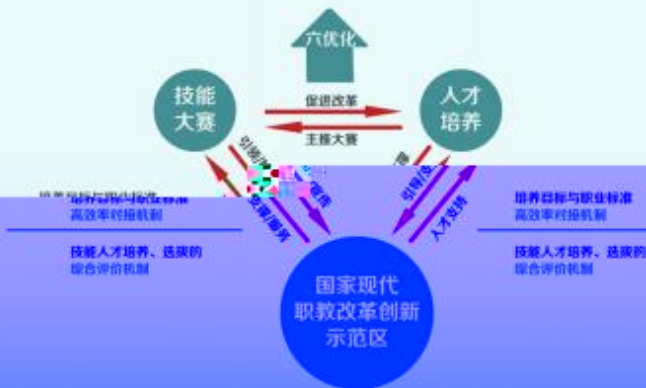 六优化
技能
大赛
促进改革
主推大赛
人才
培养
人才支持
培养目标与职业标准
高效率对接机制
技能人才培养、选拨的
综合评价机制
培养目标与职业标准
高效率对接机制
技能人才培养、选拨的
综合评价机制
国家现代
职教改革创新
示范区